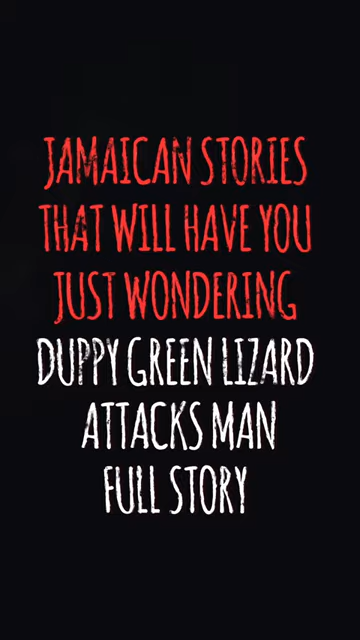 JAMAICAN STORIES
THAT WILL HAVE YOU
JUST WONDERING
DUPPY GREEN LIZARD
ATTACKS MAN
FULL STORY